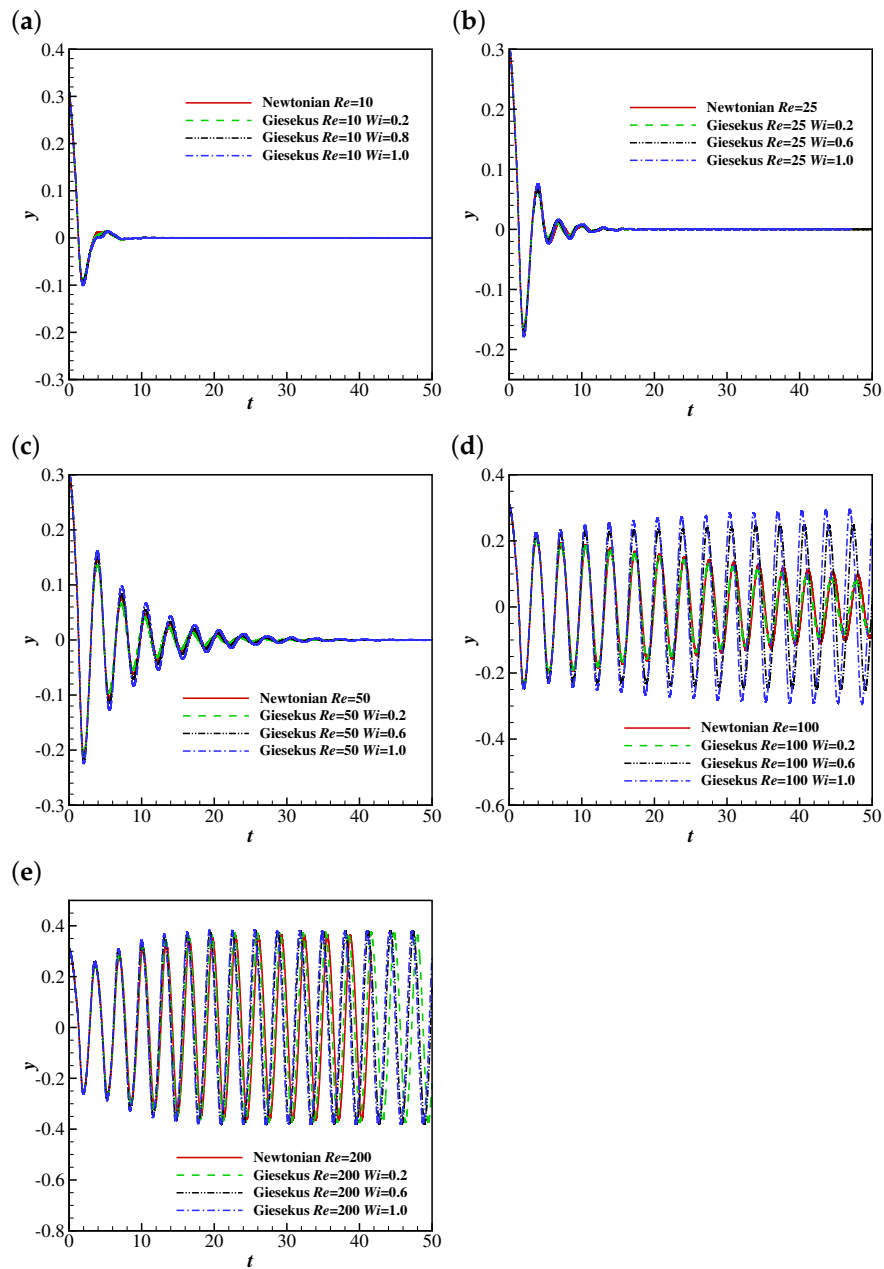 (a)
0.4
0.3
0.2
0.1
0
-0.1
-0.2
-0.3
y
0 10 20 30 40 50
t
Newtonian Re=10
Giesekus Re=10 Wi=0.2
Giesekus Re=10 Wi=0.8
Giesekus Re=10 Wi=1.0
(b)
0.3
0.2
0.1
0
-0.1
-0.2
y
0 10 20 30 40 50
t
Newtonian Re=25
Giesekus Re=25 Wi=0.2
Giesekus Re=25 Wi=0.6
Giesekus Re=25 Wi=1.0
(c)
0.3
0.2
0.1
0
-0.1
-0.2
-0.3
y
0 10 20 30 40 50
t
Newtonian Re=50
Giesekus Re=50 Wi=0.2
Giesekus Re=50 Wi=0.6
Giesekus Re=50 Wi=1.0
(d)
0.4
0.2
0
-0.2
-0.4
-0.6
y
0 10 20 30 40 50
t
Newtonian Re=100
Giesekus Re=100 Wi=0.2
Giesekus Re=100 Wi=0.6
Giesekus Re=100 Wi=1.0
(e)
0.4
0.2
0
-0.2
-0.4
-0.6
-0.8
y
0 10 20 30 40 50
t
Newtonian Re=200
Giesekus Re=200 Wi=0.2
Giesekus Re=200 Wi=0.6
Giesekus Re=200 Wi=1.0